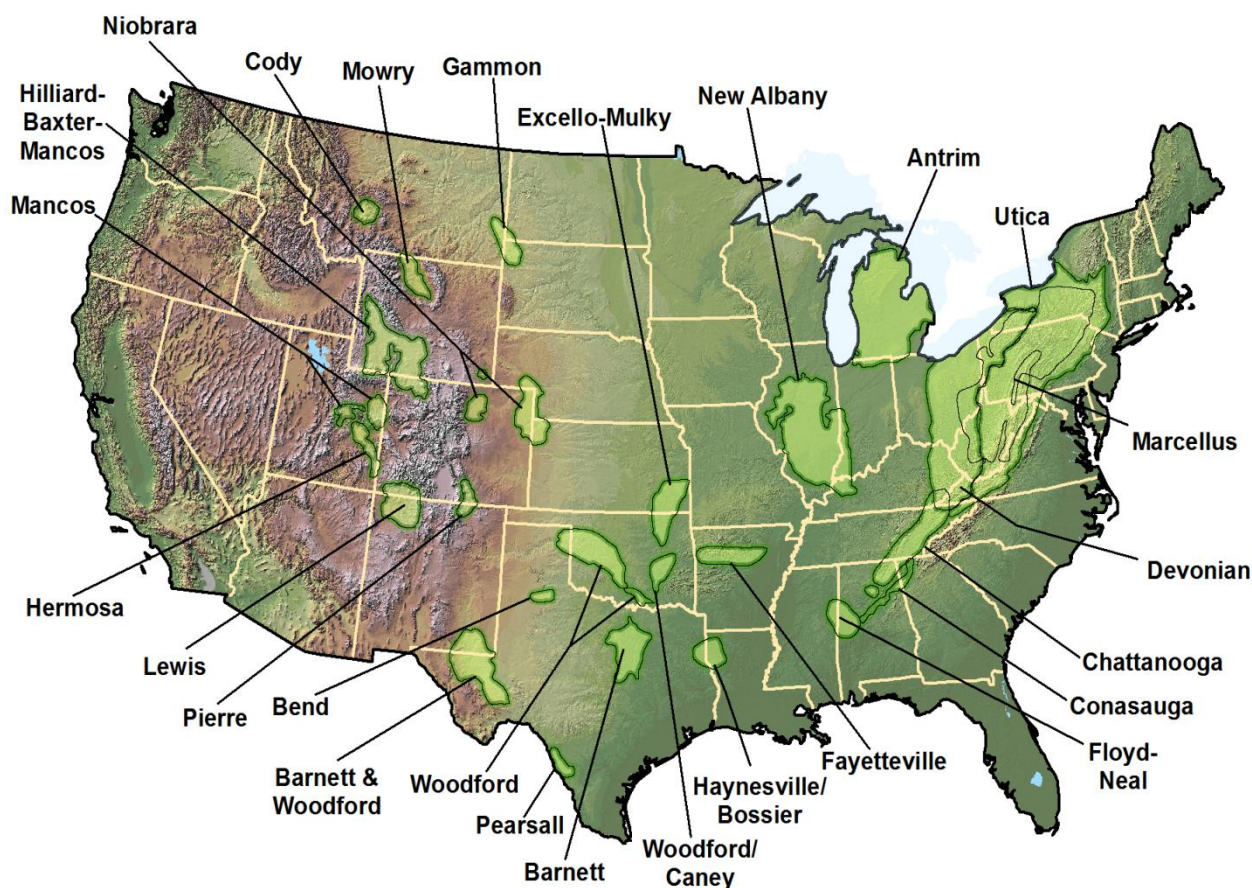 Niobrara
Cody
Mowry
Gammon
Hilliard-
Baxter-
Mancos
Excello-Mulky
New Albany
Antrim
Mancos
Utica
Marcellus
Devonian
Hermosa
Lewis
Pierre
Bend
Chattanooga
Conasauga
Barnett &
Woodford
Woodford
Pearsall
Barnett
Haynesville/
Bossier
Fayetteville
Floyd-
Neal
Woodford/
Caney